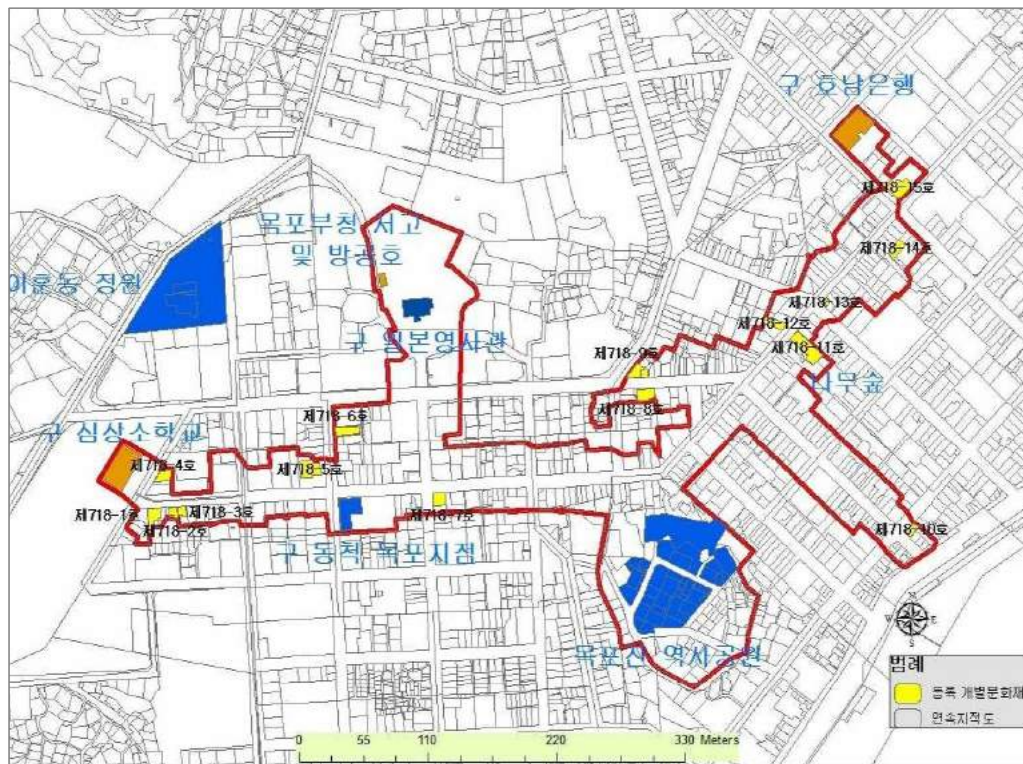 구 호남은행
제718-15호
목포부청 서고
및 방공호
제718-14호
이훈동 정원
제718-13호
제718-12호
구 일본영사관
제718-11호
제718-9호
나무숲
제718-8호
제718-6호
구 심상소학교
제718-4호
제718-5호
제718-7호
제718-1호
제718-3호
제718-2호
제718-10호
구 동척 목포지점
목포진 역사공원
N
W E
S
범례
등록 개별문화재
연속지적도
0 55 110 220 330 Meters